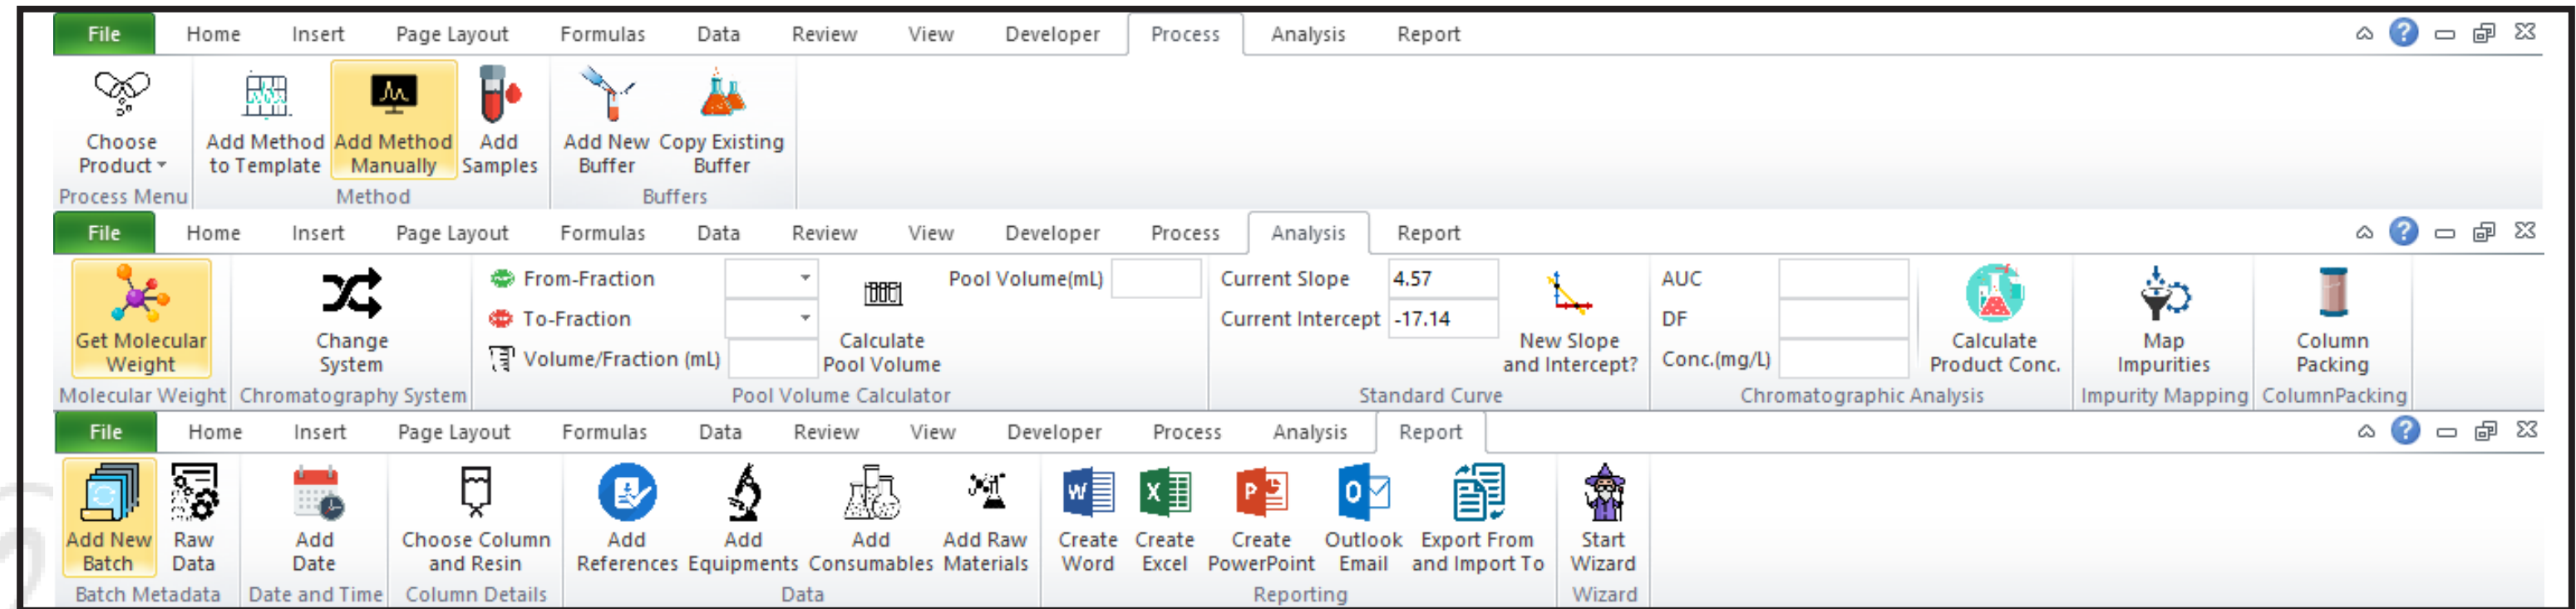 File Home Insert Page Layout Formulas Data Review View Developer Process Analysis Report
Choose Add Method Add Method Add Add New Copy Existing
Product to Template Manually Samples Buffer Buffer
Process Menu Method Buffers
File Home Insert Page Layout Formulas Data Review View Developer Process Analysis Report
From-Fraction Pool Volume(mL) Current Slope 4.57 AUC
To-Fraction Current Intercept -17.14 DF
Get Molecular Change Calculate New Slope Calculate Map Column
Weight System Volume/Fraction (mL) Pool Volume and Intercept? Conc.(mg/L) Product Conc. Impurities Packing
Molecular Weight Chromatography System Pool Volume Calculator Standard Curve Chromatographic Analysis Impurity Mapping ColumnPacking
File Home Insert Page Layout Formulas Data Review View Developer Process Analysis Report
Add New Raw Add Choose Column Add Add Add Add Raw Create Create Create Outlook Export From Start
Batch Data Date and Resin References Equipments Consumables Materials Word Excel PowerPoint Email and Import To Wizard
Batch Metadata Date and Time Column Details Data Reporting Wizard